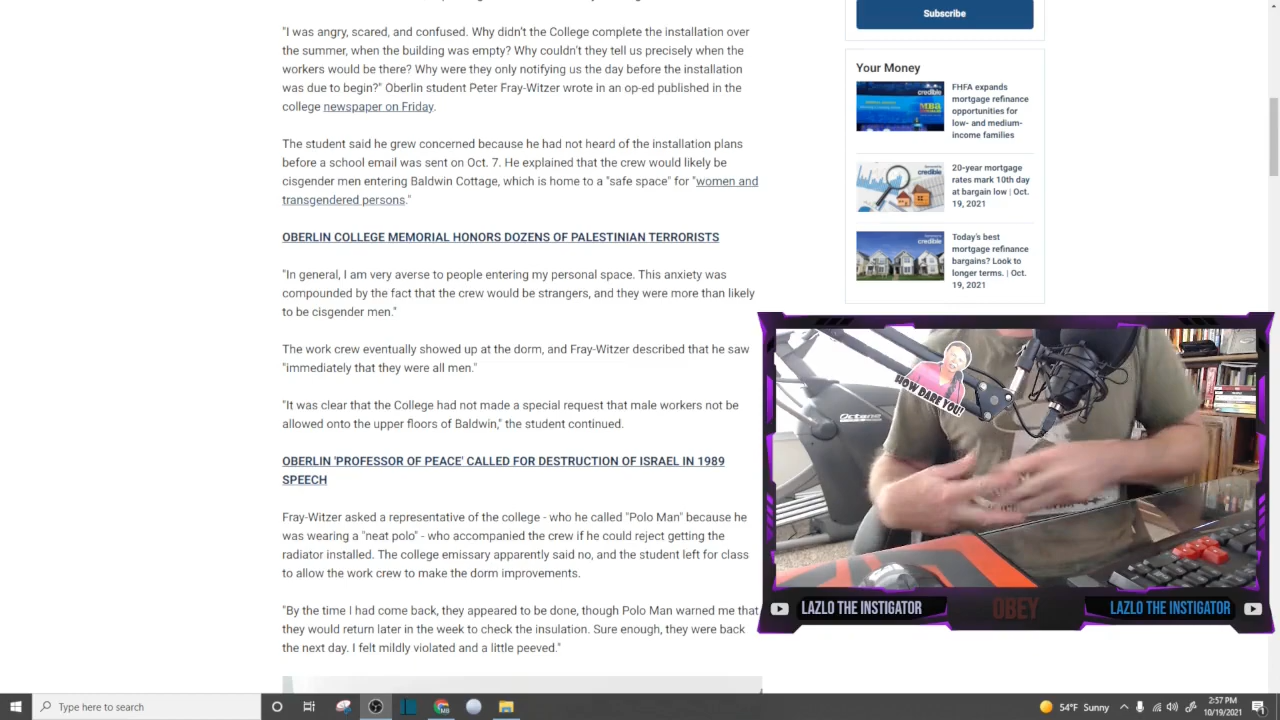 "I was angry, scared, and confused. Why didn't the College complete the installation over
the summer, when the building was empty? Why couldn't they tell us precisely when the
workers would be there? Why were they only notifying us the day before the installation
was due to begin?" Oberlin student Peter Fray-Witzer wrote in an op-ed published in the
college newspaper on Friday.
The student said he grew concerned because he had not heard of the installation plans
before a school email was sent on Oct. 7. He explained that the crew would likely be
cisgender men entering Baldwin Cottage, which is home to a "safe space" for "women and
transgendered persons."
OBERLIN COLLEGE MEMORIAL HONORS DOZENS OF PALESTINIAN TERRORISTS
"In general, I am very averse to people entering my personal space. This anxiety was
compounded by the fact that the crew would be strangers, and they were more than likely
to be cisgender men."
The work crew eventually showed up at the dorm, and Fray-Witzer described that he saw
"immediately that they were all men."
"It was clear that the College had not made a special request that male workers not be
allowed onto the upper floors of Baldwin," the student continued.
OBERLIN 'PROFESSOR OF PEACE' CALLED FOR DESTRUCTION OF ISRAEL IN 1989
SPEECH
Fray-Witzer asked a representative of the college - who he called "Polo Man" because he
was wearing a "neat polo" - who accompanied the crew if he could reject getting the
radiator installed. The college emissary apparently said no, and the student left for class
to allow the work crew to make the dorm improvements.
"By the time I had come back, they appeared to be done, though Polo Man warned me that
they would return later in the week to check the insulation. Sure enough, they were back
the next day. I felt mildly violated and a little peeved."
Subscribe
Your Money
credible
MBA
FHFA expands
mortgage refinance
opportunities for
low- and medium-
income families
credible
20-year mortgage
rates mark 10th day
at bargain low | Oct.
19, 2021
credible
Today's best
mortgage refinance
bargains? Look to
longer terms. | Oct.
19, 2021
HOW DARE YOU!
Octane
LAZLO THE INSTIGATOR
OBEY
LAZLO THE INSTIGATOR
Type here to search
54°F Sunny
2:57 PM
10/19/2021